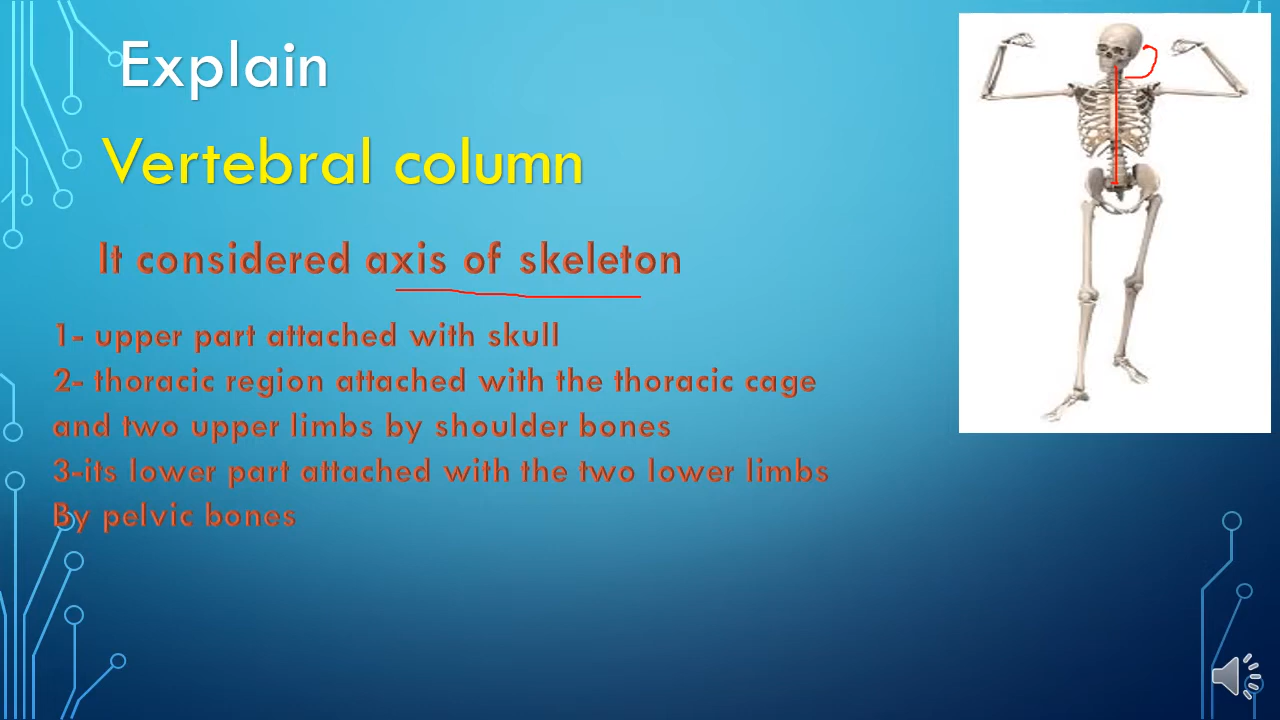 Explain
Vertebral column
It considered axis of skeleton
1- upper part attached with skull
2- thoracic region attached with the thoracic cage
and two upper limbs by shoulder bones
3-its lower part attached with the two lower limbs
By pelvic bones